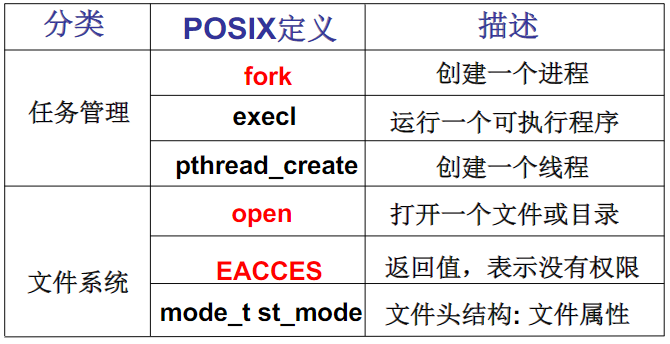 分类 POSIX定义 描述
任务管理
fork 创建一个进程
execl 运行一个可执行程序
pthread_create 创建一个线程
文件系统
open 打开一个文件或目录
EACCES 返回值，表示没有权限
mode_t st_mode 文件头结构: 文件属性